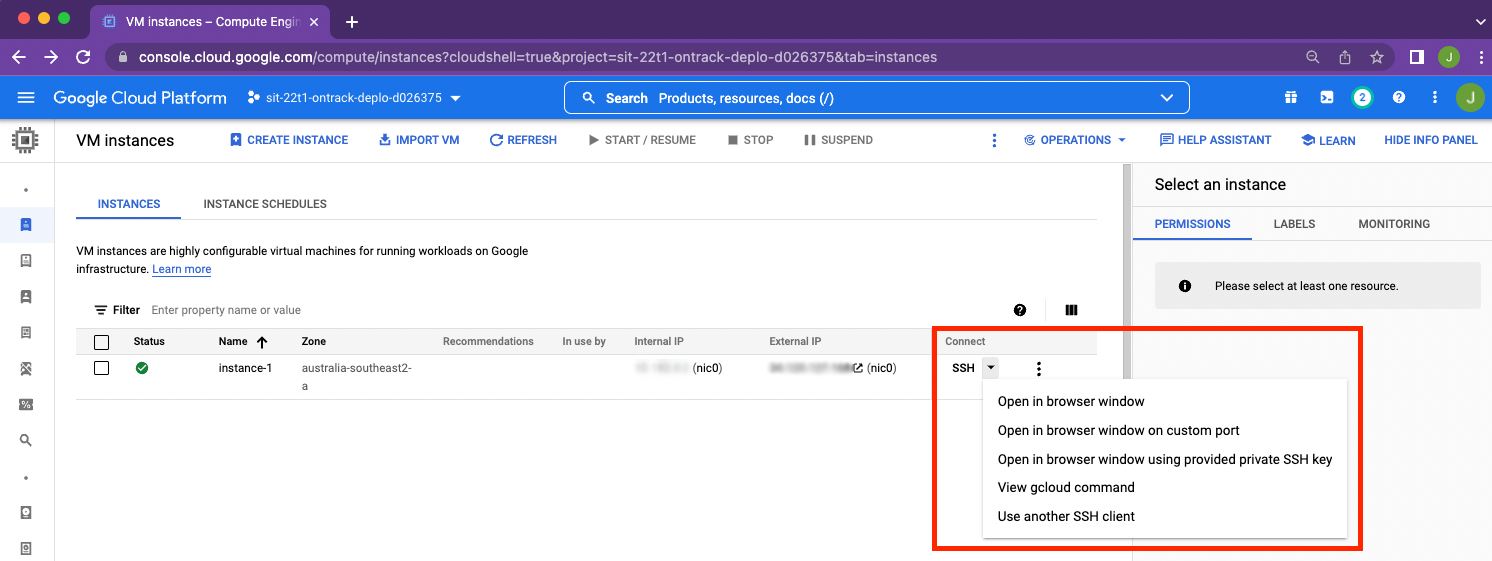 VM instances – Compute Engin
console.cloud.google.com/compute/instances?cloudshell=true&project=sit-22t1-ontrack-deplo-d026375&tab=instances
J
Google Cloud Platform
sit-22t1-ontrack-deplo-d026375
Search Products, resources, docs (/)
2
J
VM instances
CREATE INSTANCE
IMPORT VM
REFRESH
START / RESUME
STOP
SUSPEND
OPERATIONS
HELP ASSISTANT
LEARN
HIDE INFO PANEL
INSTANCES
INSTANCE SCHEDULES
VM instances are highly configurable virtual machines for running workloads on Google
infrastructure. Learn more
Filter Enter property name or value
Status Name Zone Recommendations In use by Internal IP External IP Connect
instance-1 australia-southeast2- (nic0) (nic0) SSH
a
Open in browser window
Open in browser window on custom port
Open in browser window using provided private SSH key
View gcloud command
Use another SSH client
Select an instance
PERMISSIONS
LABELS
MONITORING
Please select at least one resource.